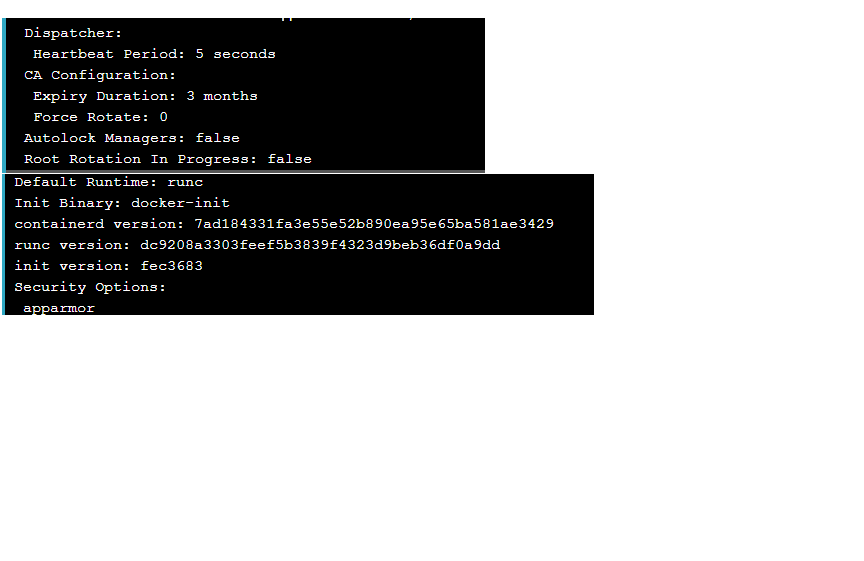 Dispatcher:
Heartbeat Period: 5 seconds
CA Configuration:
Expiry Duration: 3 months
Force Rotate: 0
Autolock Managers: false
Root Rotation In Progress: false
Default Runtime: runc
Init Binary: docker-init
containerd version: 7ad184331fa3e55e52b890ea95e65ba581ae3429
runc version: dc9208a3303feef5b3839f4323d9beb36df0a9dd
init version: fec3683
Security Options:
apparmor